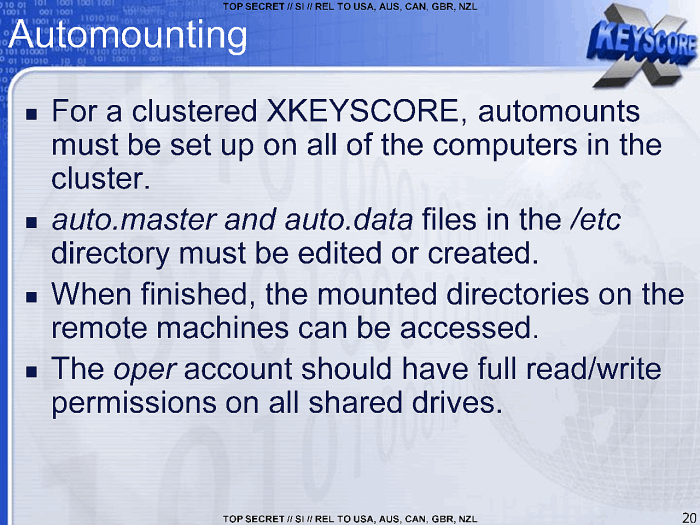 TOP SECRET // SI // REL TO USA, AUS, CAN, GBR, NZL
Automounting
X
KEYSCORE
■ For a clustered XKEYSCORE, automounts
must be set up on all of the computers in the
cluster.
■ auto.master and auto.data files in the /etc
directory must be edited or created.
■ When finished, the mounted directories on the
remote machines can be accessed.
■ The oper account should have full read/write
permissions on all shared drives.
TOP SECRET // SI // REL TO USA, AUS, CAN, GBR, NZL
20